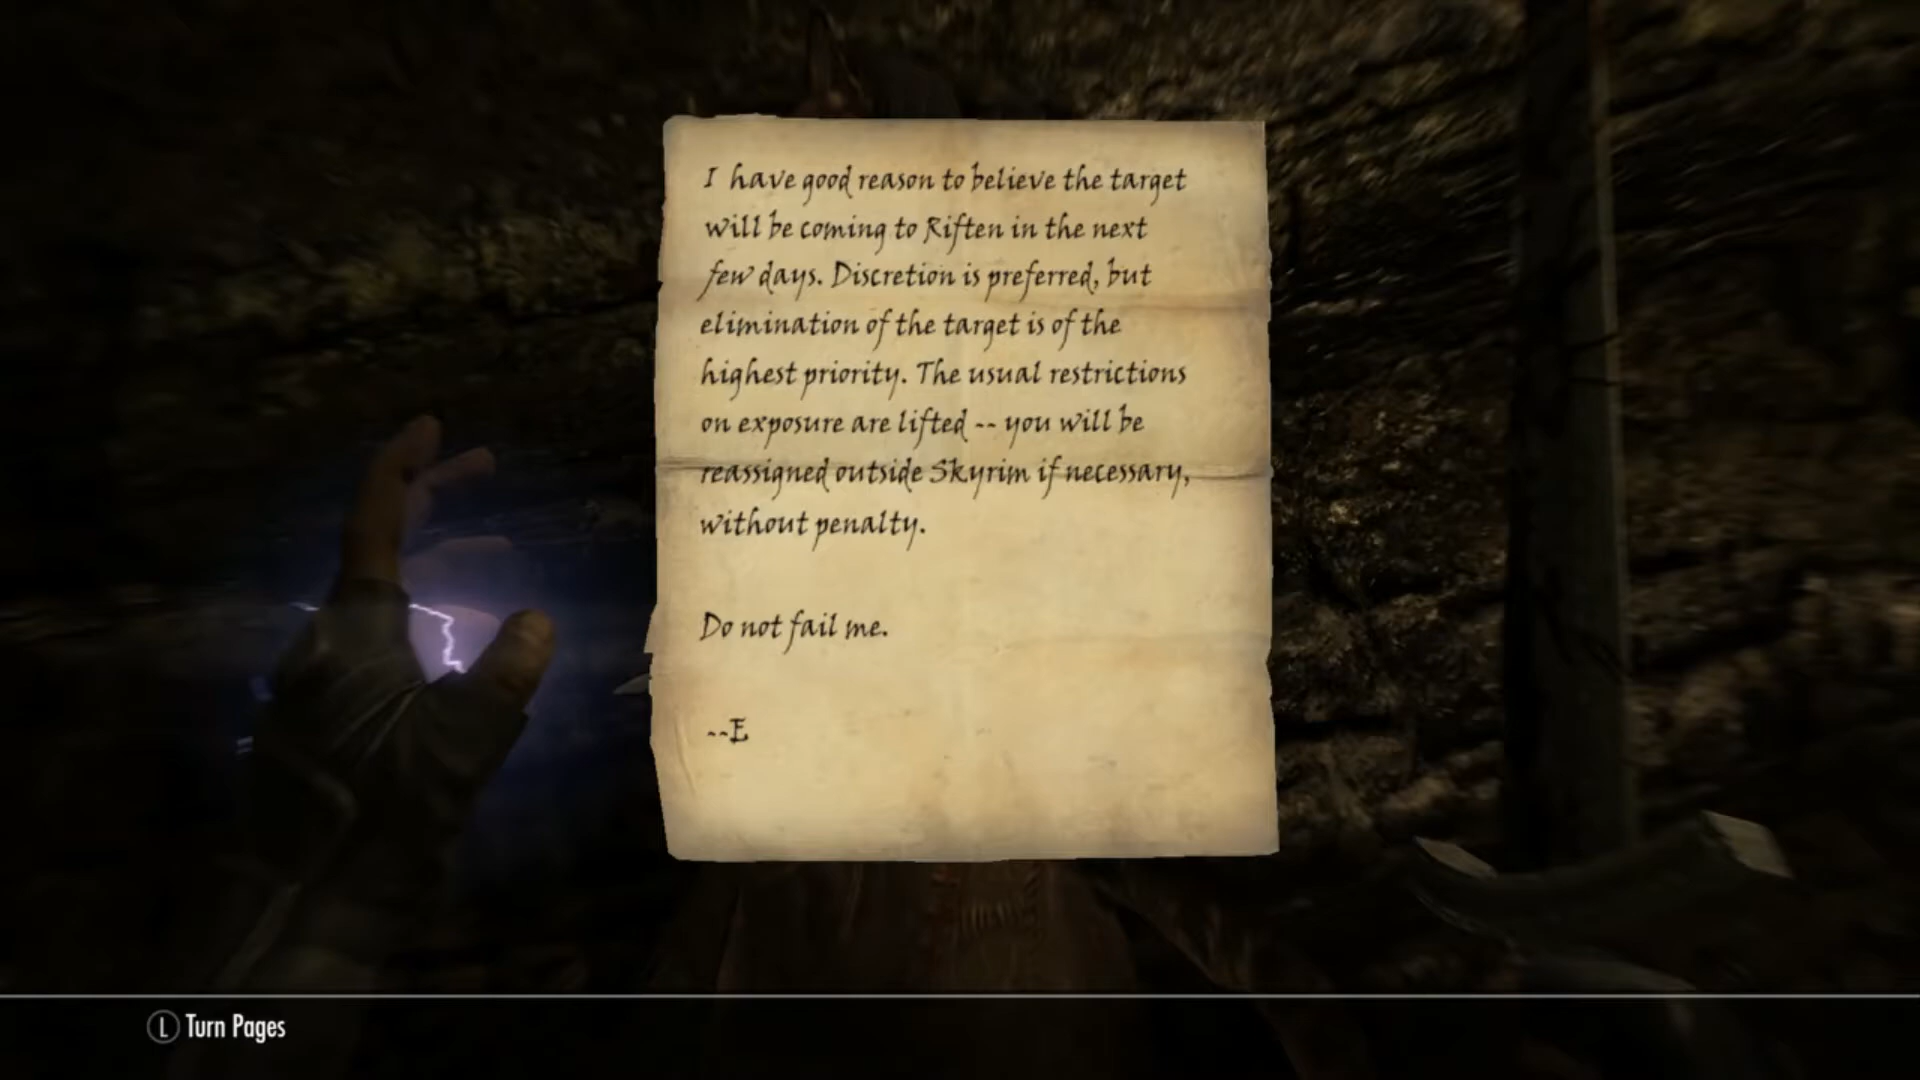 I have good reason to believe the target
will be coming to Riften in the next
few days. Discretion is preferred, but
elimination of the target is of the
highest priority. The usual restrictions
on exposure are lifted -- you will be
reassigned outside Skyrim if necessary,
without penalty.
Do not fail me.
--E
L Turn Pages